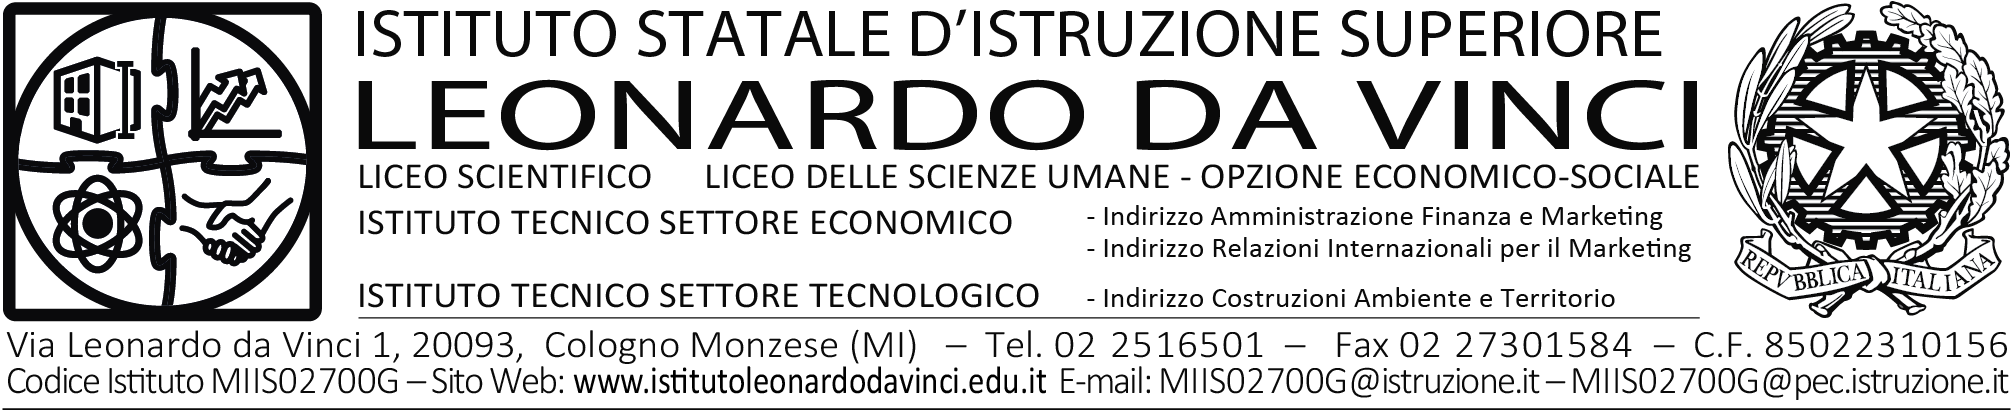 ISTITUTO STATALE D’ISTRUZIONE SUPERIORE
LEONARDO DA VINCI
LICEO SCIENTIFICO LICEO DELLE SCIENZE UMANE - OPZIONE ECONOMICO-SOCIALE
ISTITUTO TECNICO SETTORE ECONOMICO
- Indirizzo Amministrazione Finanza e Marketing
- Indirizzo Relazioni Internazionali per il Marketing
ISTITUTO TECNICO SETTORE TECNOLOGICO - Indirizzo Costruzioni Ambiente e Territorio
REPVBBLICA ITALIANA
Via Leonardo da Vinci 1, 20093, Cologno Monzese (MI) – Tel. 02 2516501 – Fax 02 27301584 – C.F. 85022310156
Codice Istituto MIIS02700G – Sito Web: www.istitutoleonardodavinci.edu.it E-mail: MIIS02700G@istruzione.it – MIIS02700G@pec.istruzione.it